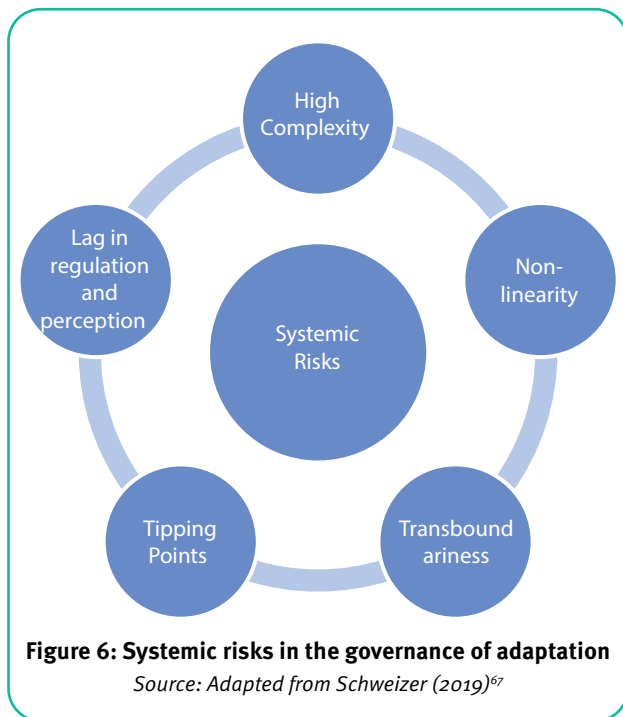 High
Complexity
Non-
linearity
Transbound
ariness
Tipping
Points
Lag in
regulation
and
perception
Systemic
Risks
Figure 6: Systemic risks in the governance of adaptation
Source: Adapted from Schweizer (2019)67